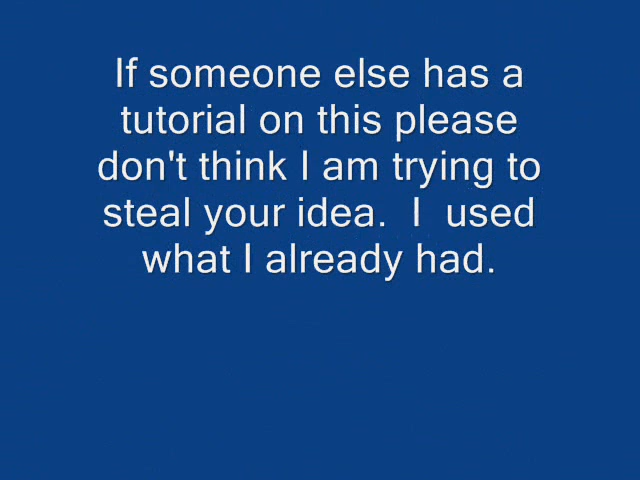 If someone else has a
tutorial on this please
don't think I am trying to
steal your idea.  I  used
what I already had.